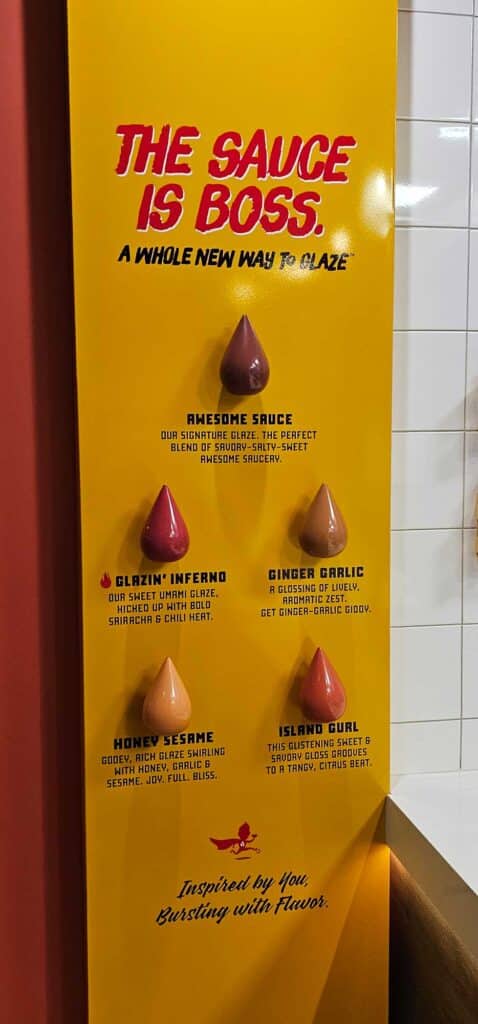 THE SAUCE
IS BOSS.
A WHOLE NEW WAY TO GLAZE™
AWESOME SAUCE
OUR SIGNATURE GLAZE. THE PERFECT
BLEND OF SAVORY-SALTY-SWEET
AWESOME SAUCERY.
GLAZIN' INFERNO
OUR SWEET UMAMI GLAZE,
KICKED UP WITH BOLD
SRIRACHA & CHILI HEAT.
GINGER GARLIC
A GLOSSING OF LIVELY,
AROMATIC ZEST.
GET GINGER-GARLIC GIDDY.
HONEY SESAME
GOOEY, RICH GLAZE SWIRLING
WITH HONEY, GARLIC &
SESAME. JOY. FULL. BLISS.
ISLAND GURL
THIS GLISTENING SWEET &
SAVORY GLOSS GROOVES
TO A TANGY, CITRUS BEAT.
Inspired by You,
Bursting with Flavor.